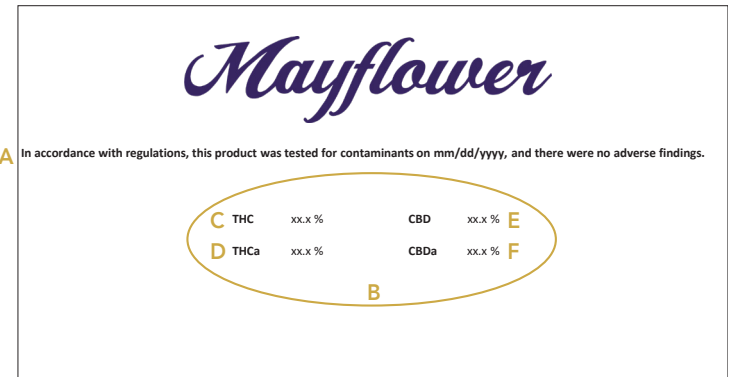 Mayflower
A In accordance with regulations, this product was tested for contaminants on mm/dd/yyyy, and there were no adverse findings.
C THC xx.x % CBD xx.x % E
D THCa xx.x % CBDa xx.x % F
B